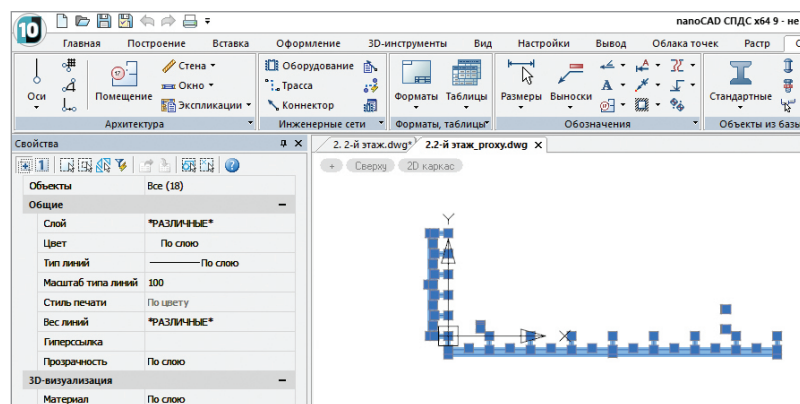 10
nanoCAD СПДС x64 9 - не
Главная Построение Вставка Оформление 3D-инструменты Вид Настройки Вывод Облака точек Растр С
Стена
Оборудование
Окно
Трасса
Оси Помещение Экспликации Коннектор Форматы Таблицы Размеры Выноски Стандартные
Архитектура Инженерные сети Форматы, таблицы Обозначения Объекты из базы
Свойства
2. 2-й этаж.dwg* 2.2-й этаж_proxy.dwg
+ Сверху 2D каркас
Объекты Все (18)
Общие
Слой *РАЗЛИЧНЫЕ*
Цвет По слою
Тип линий По слою
Масштаб типа линий 100
Стиль печати По цвету
Вес линий *РАЗЛИЧНЫЕ*
Гиперссылка
Прозрачность По слою
3D-визуализация
Материал По слою
Y
X